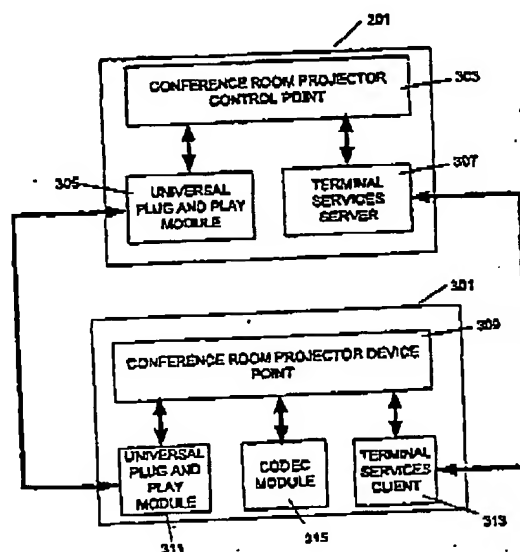 201
CONFERENCE ROOM PROJECTOR
CONTROL POINT
303
305
UNIVERSAL
PLUG AND PLAY
MODULE
TERMINAL
SERVICES
SERVER
307
301
309
CONFERENCE ROOM PROJECTOR DEVICE
POINT
UNIVERSAL
PLUG AND
PLAY
MODULE
CODEC
MODULE
TERMINAL
SERVICES
CLIENT
311
315
313